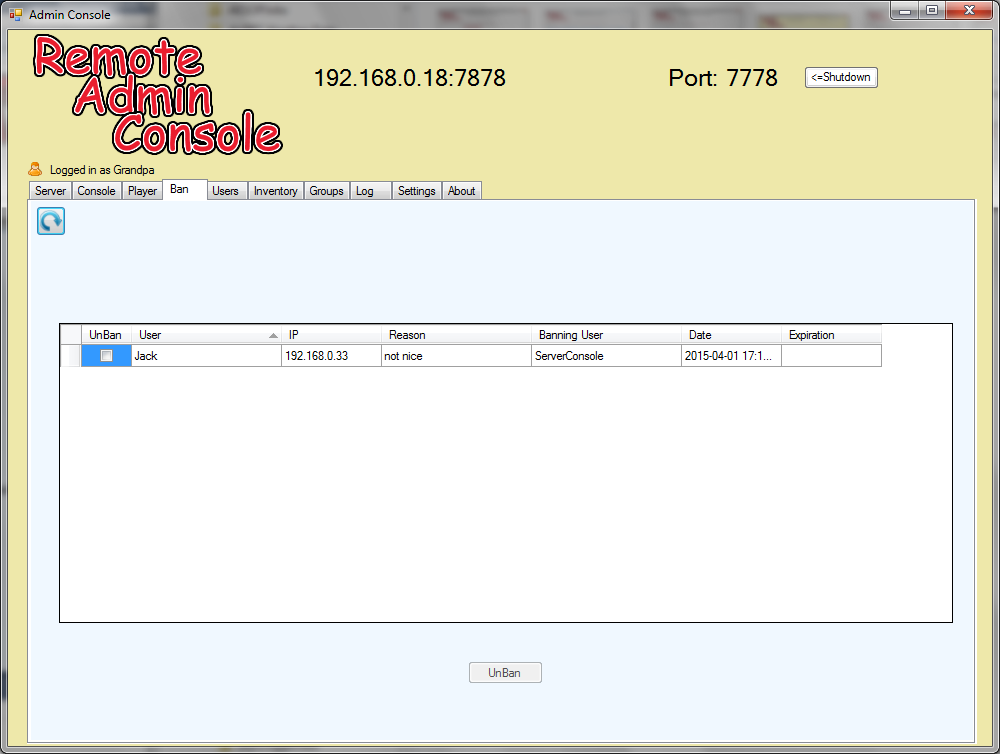 Admin Console
Remote
Admin
Console
192.168.0.18:7878
Port: 7778
<=Shutdown
Logged in as Grandpa
Server Console Player Ban Users Inventory Groups Log Settings About
UnBan User IP Reason Banning User Date Expiration
Jack 192.168.0.33 not nice ServerConsole 2015-04-01 17:1...
UnBan